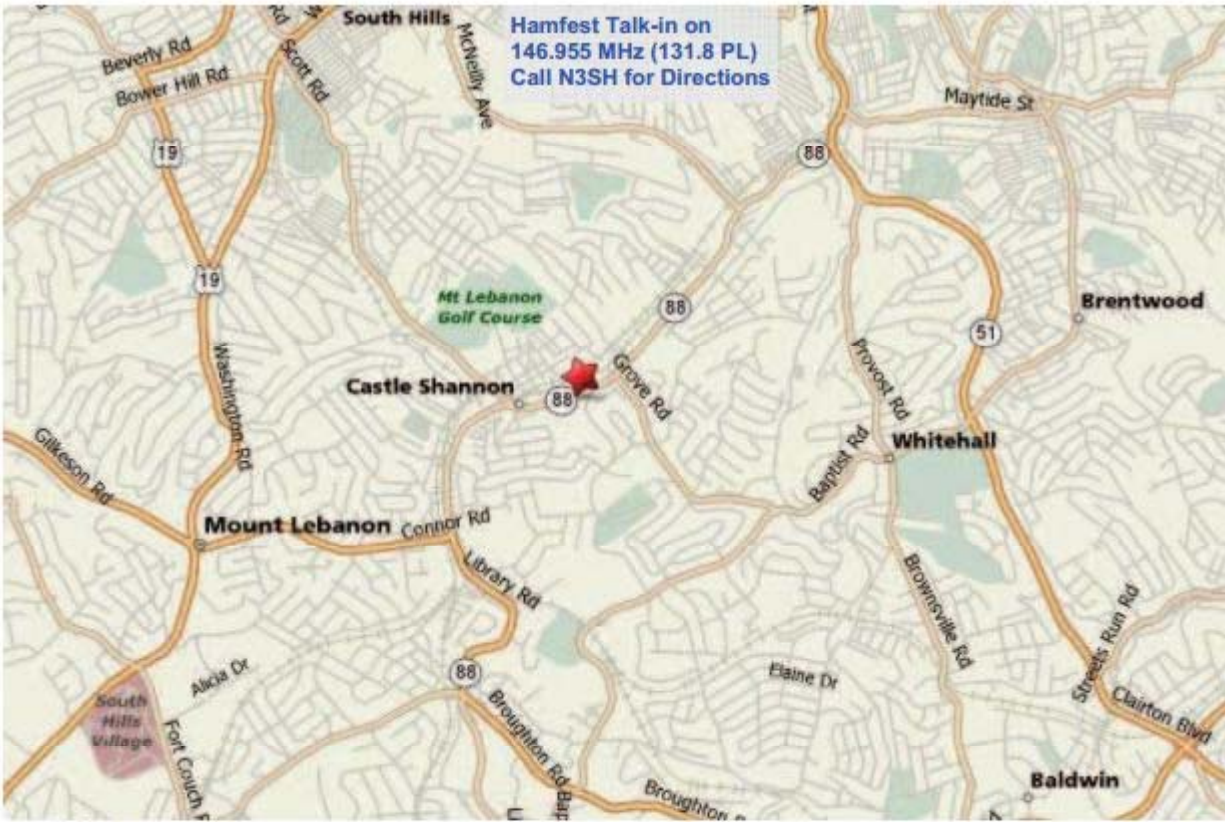 South Hills
Hamfest Talk-in on
146.955 MHz (131.8 PL)
Call N3SH for Directions
McNeilly Ave
Beverly Rd
Bower Hill Rd
Scott Rd
Rd
Maytide St
19
88
19
Mt Lebanon
Golf Course
88
Brentwood
51
Washington Rd
Castle Shannon
88
Grove Rd
Provost Rd
Gilkeson Rd
Baptist Rd
Whitehall
Mount Lebanon
Connor Rd
Library Rd
Brownsville Rd
Streets Run Rd
88
Alicia Dr
Elaine Dr
South
Hills
Village
Fort Couch R
Broughton Rd
Bap
Broughton
Clairton Blvd
Baldwin